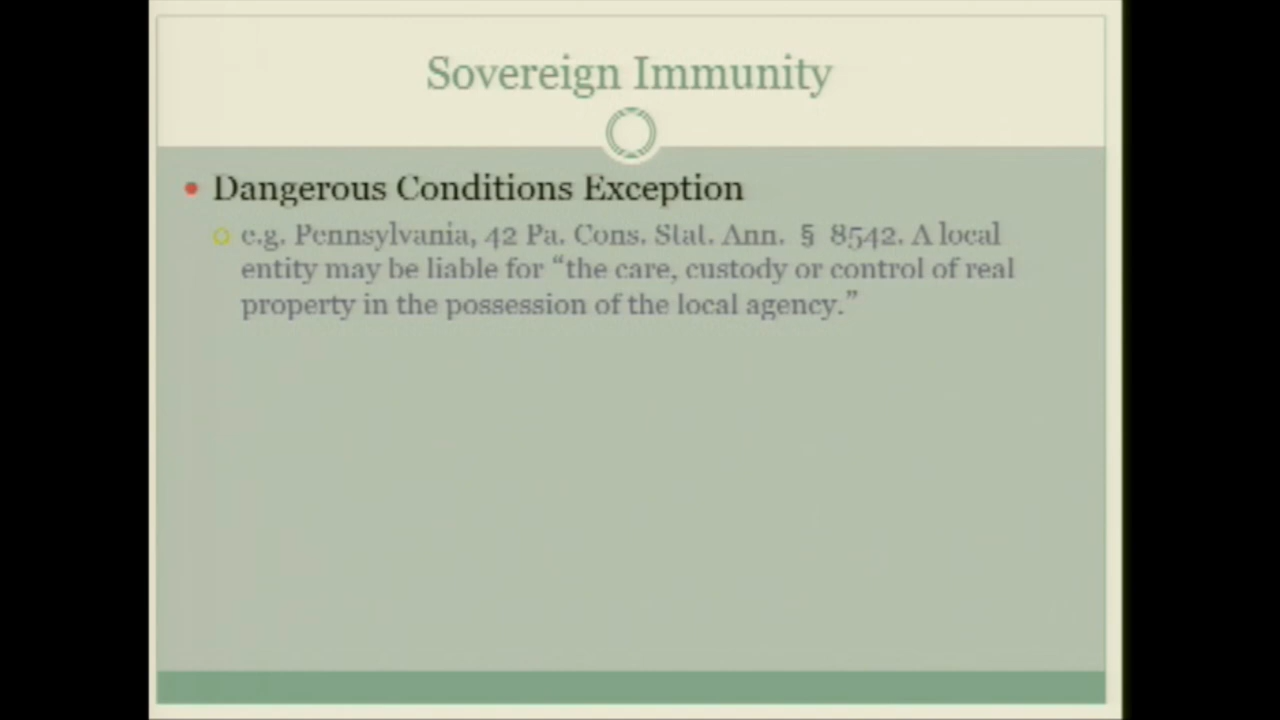 Sovereign Immunity
Dangerous Conditions Exception
e.g. Pennsylvania, 42 Pa. Cons. Stat. Ann. § 8542. A local
entity may be liable for “the care, custody or control of real
property in the possession of the local agency.”